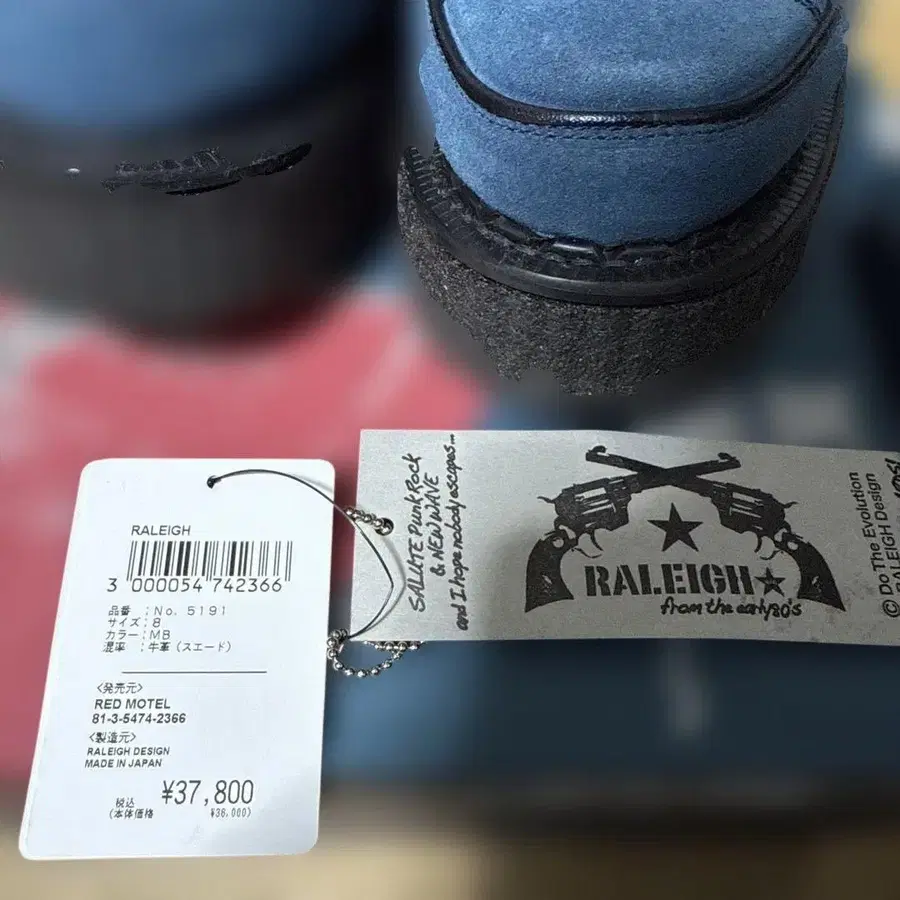 RALEIGH
3 000054 742366
品番 :No. 5191
サイズ:8
カラー:MB
混率 :牛革(スエード)
<発売元>
RED MOTEL
81-3-5474-2366
<製造元>
RALEIGH DESIGN
MADE IN JAPAN
税込 ¥37,800
(本体価格 ¥36,000)
SALUTE PUNK ROCK
& NEW WAVE
and I hope nobody escapes...
RALEIGH
from the early80's
© Do The Evolution
RALEIGH Design